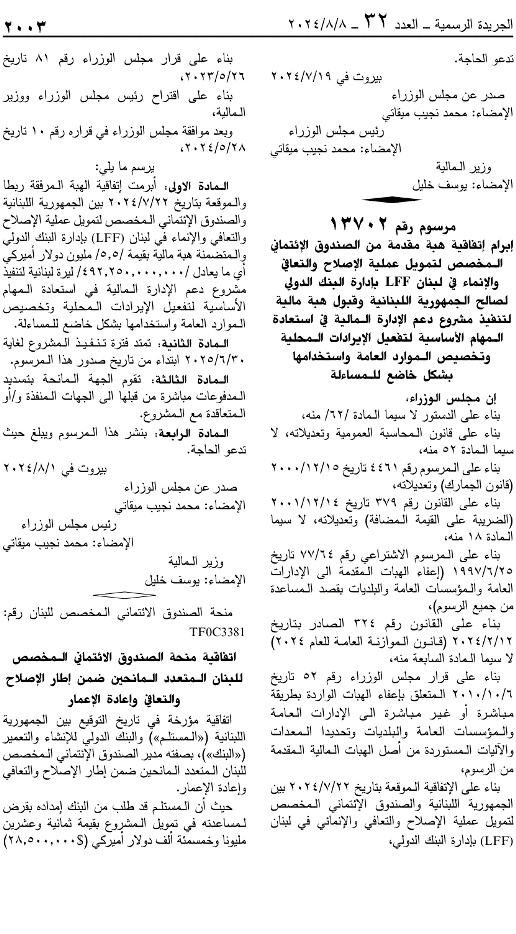 الجريدة الرسمية ـ العدد ٣٢ ـ ٢٠٢٤/٨/٨
٢٠٠٣
تدعو الحاجة.
بيروت في ٢٠٢٤/٧/١٩
صدر عن مجلس الوزراء
الإمضاء: محمد نجيب ميقاتي
رئيس مجلس الوزراء
الإمضاء: محمد نجيب ميقاتي
وزير المالية
الإمضاء: يوسف خليل
مرسوم رقم ١٣٧٠٢
إبرام إتفاقية هبة مقدمة من الصندوق الإئتماني
المخصص لتمويل عملية الإصلاح والتعافي
والإنماء في لبنان LFF بإدارة البنك الدولي
لصالح الجمهورية اللبنانية وقبول هبة مالية
لتنفيذ مشروع دعم الإدارة المالية في استعادة
المهام الأساسية لتفعيل الإيرادات المحلية
وتخصيص الموارد العامة واستخدامها
بشكل خاضع للمساءلة
إن مجلس الوزراء،
بناء على الدستور لا سيما المادة /٦٢/ منه،
بناء على قانون المحاسبة العمومية وتعديلاته، لا
سيما المادة ٥٢ منه،
بناء على المرسوم رقم ٤٤٦١ تاريخ ٢٠٠٠/١٢/١٥
(قانون الجمارك) وتعديلاته،
بناء على القانون رقم ٣٧٩ تاريخ ٢٠٠١/١٢/١٤
(الضريبة على القيمة المضافة) وتعديلاته، لا سيما
المادة ١٨ منه،
بناء على المرسوم الاشتراعي رقم ٧٧/٦٤ تاريخ
١٩٩٧/٦/٢٥ (إعفاء الهبات المقدمة الى الإدارات
العامة والمؤسسات العامة والبلديات بقصد المساعدة
من جميع الرسوم)،
بناء على القانون رقم ٣٢٤ الصادر بتاريخ
٢٠٢٤/٢/١٢ (قانون الموازنة العامة للعام ٢٠٢٤)
لا سيما المادة السابعة منه،
بناء على قرار مجلس الوزراء رقم ٥٢ تاريخ
٢٠١٠/١٠/٦ المتعلق بإعفاء الهبات الواردة بطريقة
مباشرة أو غير مباشرة الى الإدارات العامة
والمؤسسات العامة والبلديات وتحديدا المعدات
والآليات المستوردة من أصل الهبات المالية المقدمة
من الرسوم،
بناء على الإتفاقية الموقعة بتاريخ ٢٠٢٤/٧/٢٢ بين
الجمهورية اللبنانية والصندوق الإئتماني المخصص
لتمويل عملية الإصلاح والتعافي والإنماني في لبنان
(LFF) بإدارة البنك الدولي،
بناء على قرار مجلس الوزراء رقم ٨١ تاريخ
٢٠٢٣/٥/٢٦،
بناء على اقتراح رئيس مجلس الوزراء ووزير
المالية،
وبعد موافقة مجلس الوزراء في قراره رقم ١٠ تاريخ
٢٠٢٤/٥/٢٨،
يرسم ما يلي:
المادة الاولى: أبرمت إتفاقية الهبة المرفقة ربطا
والموقعة بتاريخ ٢٠٢٤/٧/٢٢ بين الجمهورية اللبنانية
والصندوق والإئتماني المخصص لتمويل عملية الإصلاح
والتعافي والإنماء في لبنان (LFF) بإدارة البنك الدولي
والمتضمنة هبة مالية بقيمة /٥,٥/ مليون دولار أميركي
أي ما يعادل /٤٩٢,٢٥٠,٠٠٠,٠٠٠/ ليرة لبنانية لتنفيذ
مشروع دعم الإدارة المالية في استعادة المهام
الأساسية لتفعيل الإيرادات المحلية وتخصيص
الموارد العامة واستخدامها بشكل خاضع للمساءلة.
المادة الثانية: تمتد فترة تنفيذ المشروع لغاية
٢٠٢٥/٦/٣٠ ابتداء من تاريخ صدور هذا المرسوم.
المادة الثالثة: تقوم الجهة المانحة بتسديد
المدفوعات مباشرة من قبلها الى الجهات المنفذة و/أو
المتعاقدة مع المشروع.
المادة الرابعة: ينشر هذا المرسوم ويبلغ حيث
تدعو الحاجة.
بيروت في ٢٠٢٤/٨/١
صدر عن مجلس الوزراء
الإمضاء: محمد نجيب ميقاتي
رئيس مجلس الوزراء
الإمضاء: محمد نجيب ميقاتي
وزير المالية
الإمضاء: يوسف خليل
منحة الصندوق الائتماني المخصص للبنان رقم:
TF0C3381
اتفاقية منحة الصندوق الائتماني المخصص
للبنان المتعدد المانحين ضمن إطار الإصلاح
والتعافي وإعادة الإعمار
اتفاقية مؤرخة في تاريخ التوقيع بين الجمهورية
اللبنانية («المستلم») والبنك الدولي للإنشاء والتعمير
(«البنك»)، بصفته مدير الصندوق الإئتماني المخصص
للبنان المتعدد المانحين ضمن إطار الإصلاح والتعافي
وإعادة الإعمار.
حيث أن المستلم قد طلب من البنك إمداده بقرض
لمساعدته في تمويل المشروع بقيمة ثمانية وعشرين
مليونا وخمسمئة ألف دولار أميركي ($٢٨,٥٠٠,٠٠٠)